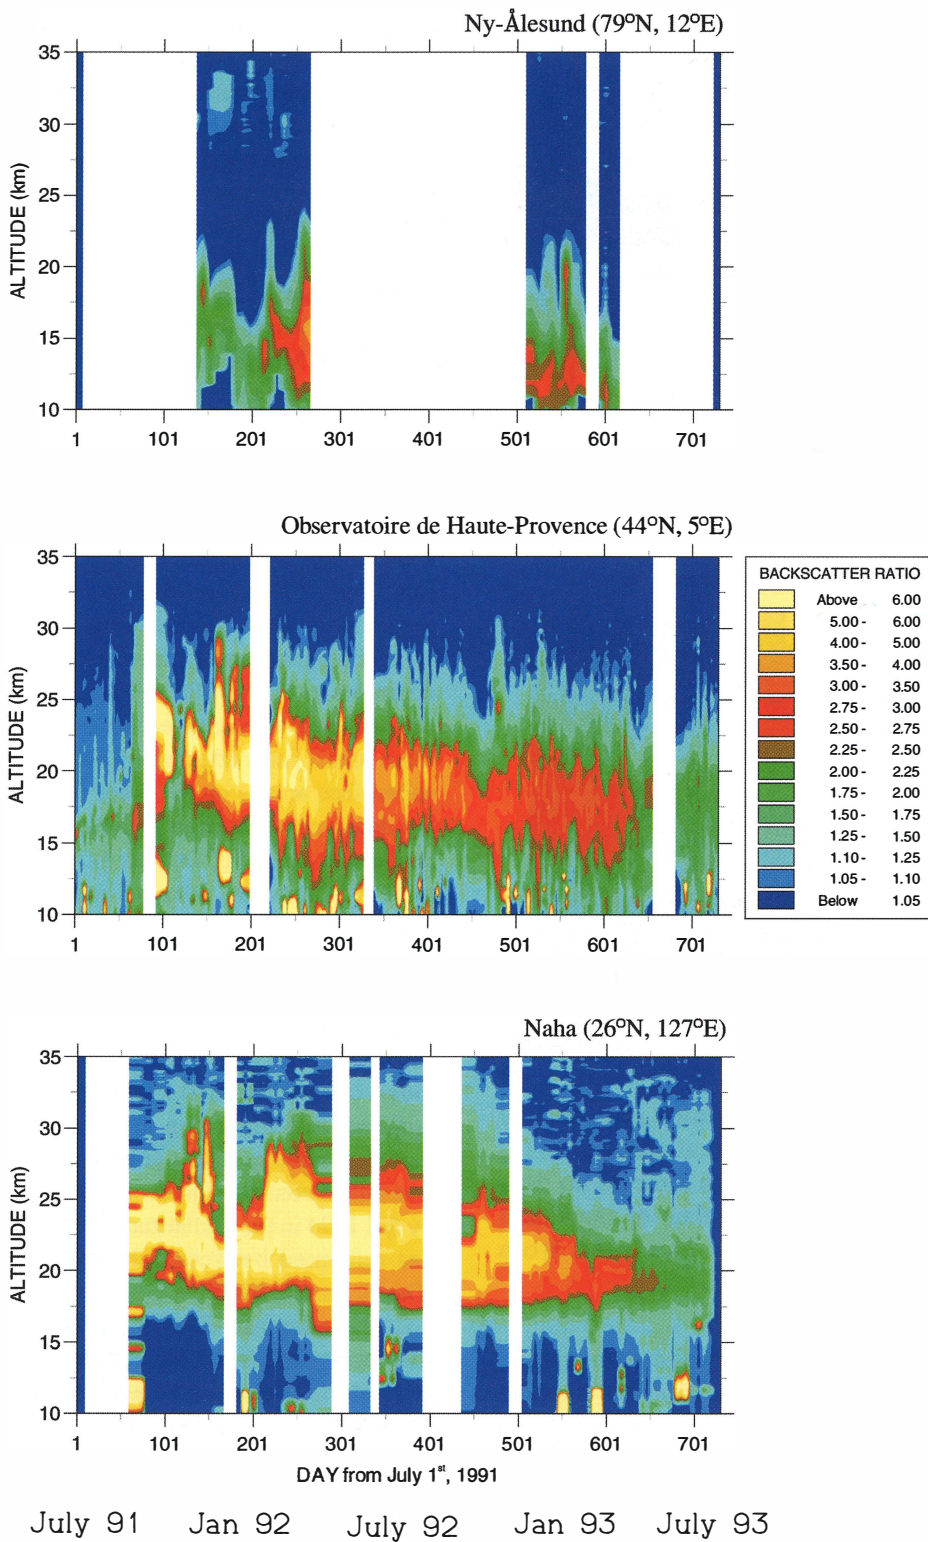 Ny-Ålesund (79ºN, 12ºE)
35
30
25
20
15
10
ALTITUDE (km)
1 101 201 301 401 501 601 701
Observatoire de Haute-Provence (44ºN, 5ºE)
35
30
25
20
15
10
ALTITUDE (km)
1 101 201 301 401 501 601 701
BACKSCATTER RATIO
Above 6.00
5.00 - 6.00
4.00 - 5.00
3.50 - 4.00
3.00 - 3.50
2.75 - 3.00
2.50 - 2.75
2.25 - 2.50
2.00 - 2.25
1.75 - 2.00
1.50 - 1.75
1.25 - 1.50
1.10 - 1.25
1.05 - 1.10
Below 1.05
Naha (26ºN, 127ºE)
35
30
25
20
15
10
ALTITUDE (km)
1 101 201 301 401 501 601 701
DAY from July 1st, 1991
July 91 Jan 92 July 92 Jan 93 July 93